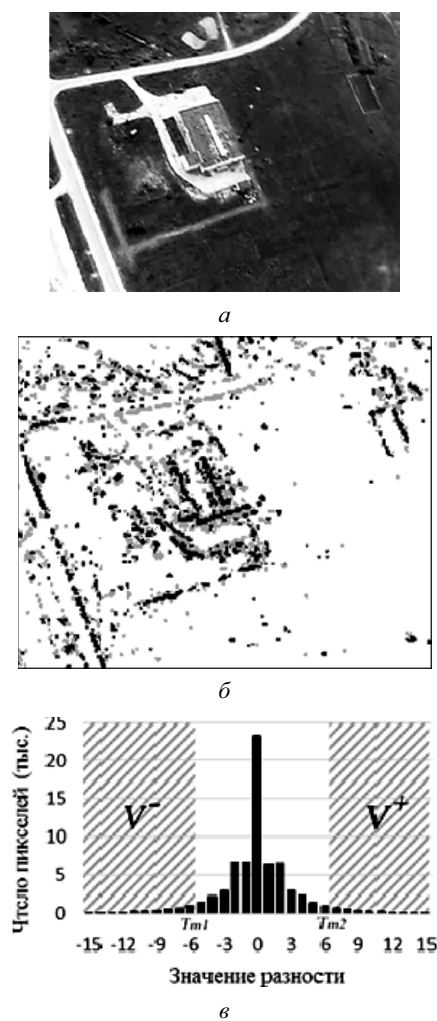 а
б
25
20
15
10
5
0
Чтсло пикселей (тыс.)
V⁻
V⁺
Tm1
Tm2
-15 -12 -9 -6 -3 0 3 6 9 12 15
Значение разности
в